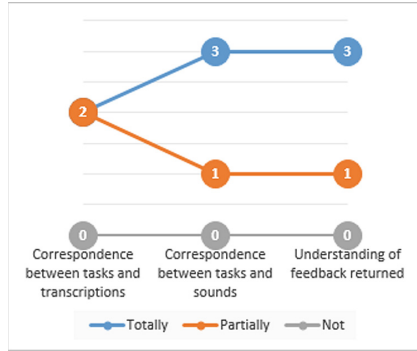 3 3
2
1 1
0 0 0
Correspondence between tasks and transcriptions
Correspondence between tasks and sounds
Understanding of feedback returned
Totally Partially Not